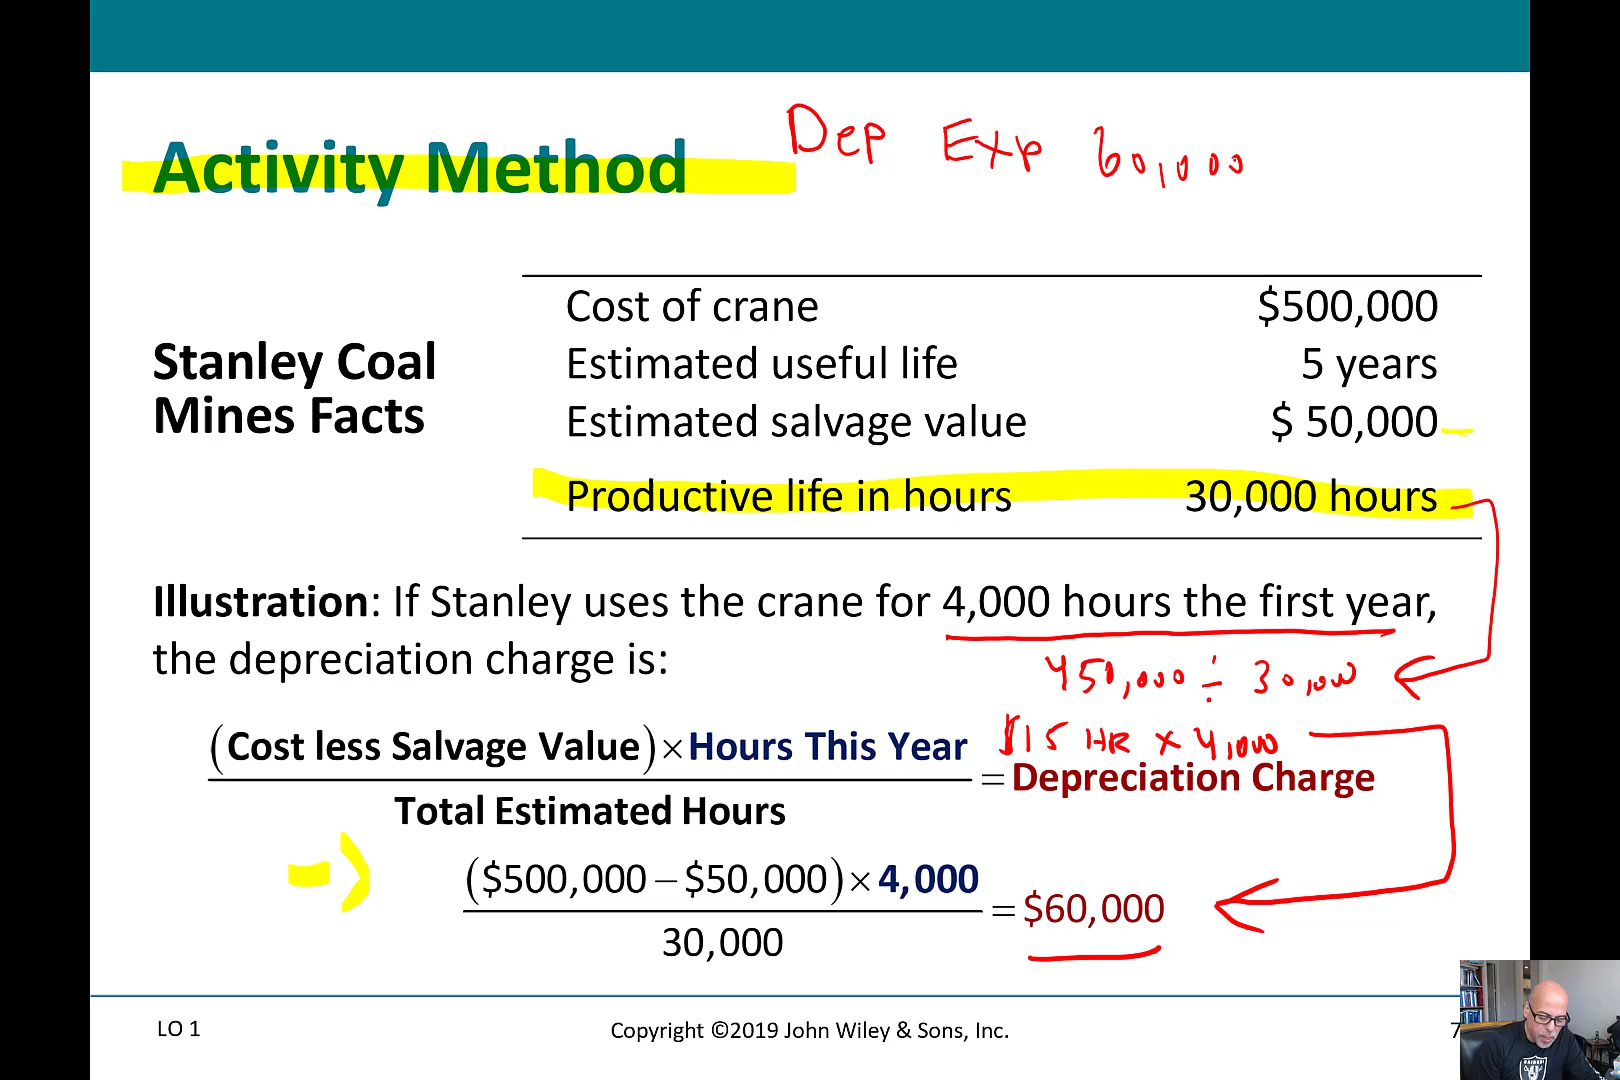 Activity Method
Dep Exp 60,000
Cost of crane $500,000
Estimated useful life 5 years
Estimated salvage value $ 50,000
Productive life in hours 30,000 hours
Stanley Coal
Mines Facts
Illustration: If Stanley uses the crane for 4,000 hours the first year,
the depreciation charge is:
450,000 ÷ 30,000
$15 HR x 4,000
(Cost less Salvage Value) × Hours This Year
Total Estimated Hours
= Depreciation Charge
($500,000 – $50,000) × 4,000
30,000
= $60,000
LO 1
Copyright ©2019 John Wiley & Sons, Inc.
7
RAIDERS